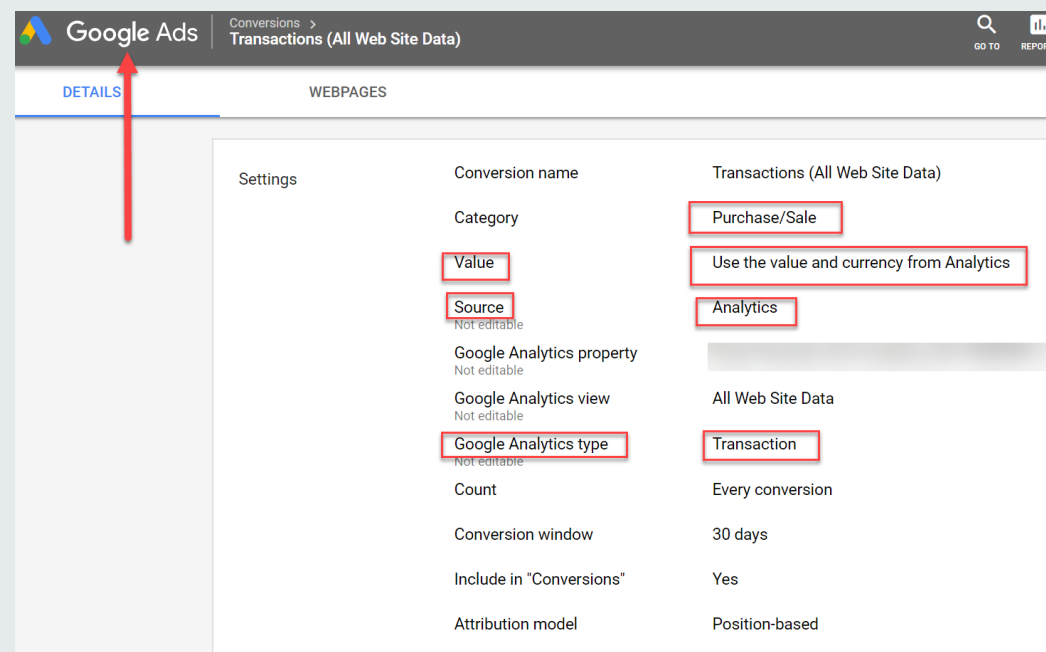 Google Ads
Conversions >
Transactions (All Web Site Data)
GO TO
DETAILS
WEBPAGES
Settings
Conversion name Transactions (All Web Site Data)
Category Purchase/Sale
Value Use the value and currency from Analytics
Source Analytics
Not editable
Google Analytics property
Not editable
Google Analytics view All Web Site Data
Not editable
Google Analytics type Transaction
Not editable
Count Every conversion
Conversion window 30 days
Include in "Conversions" Yes
Attribution model Position-based